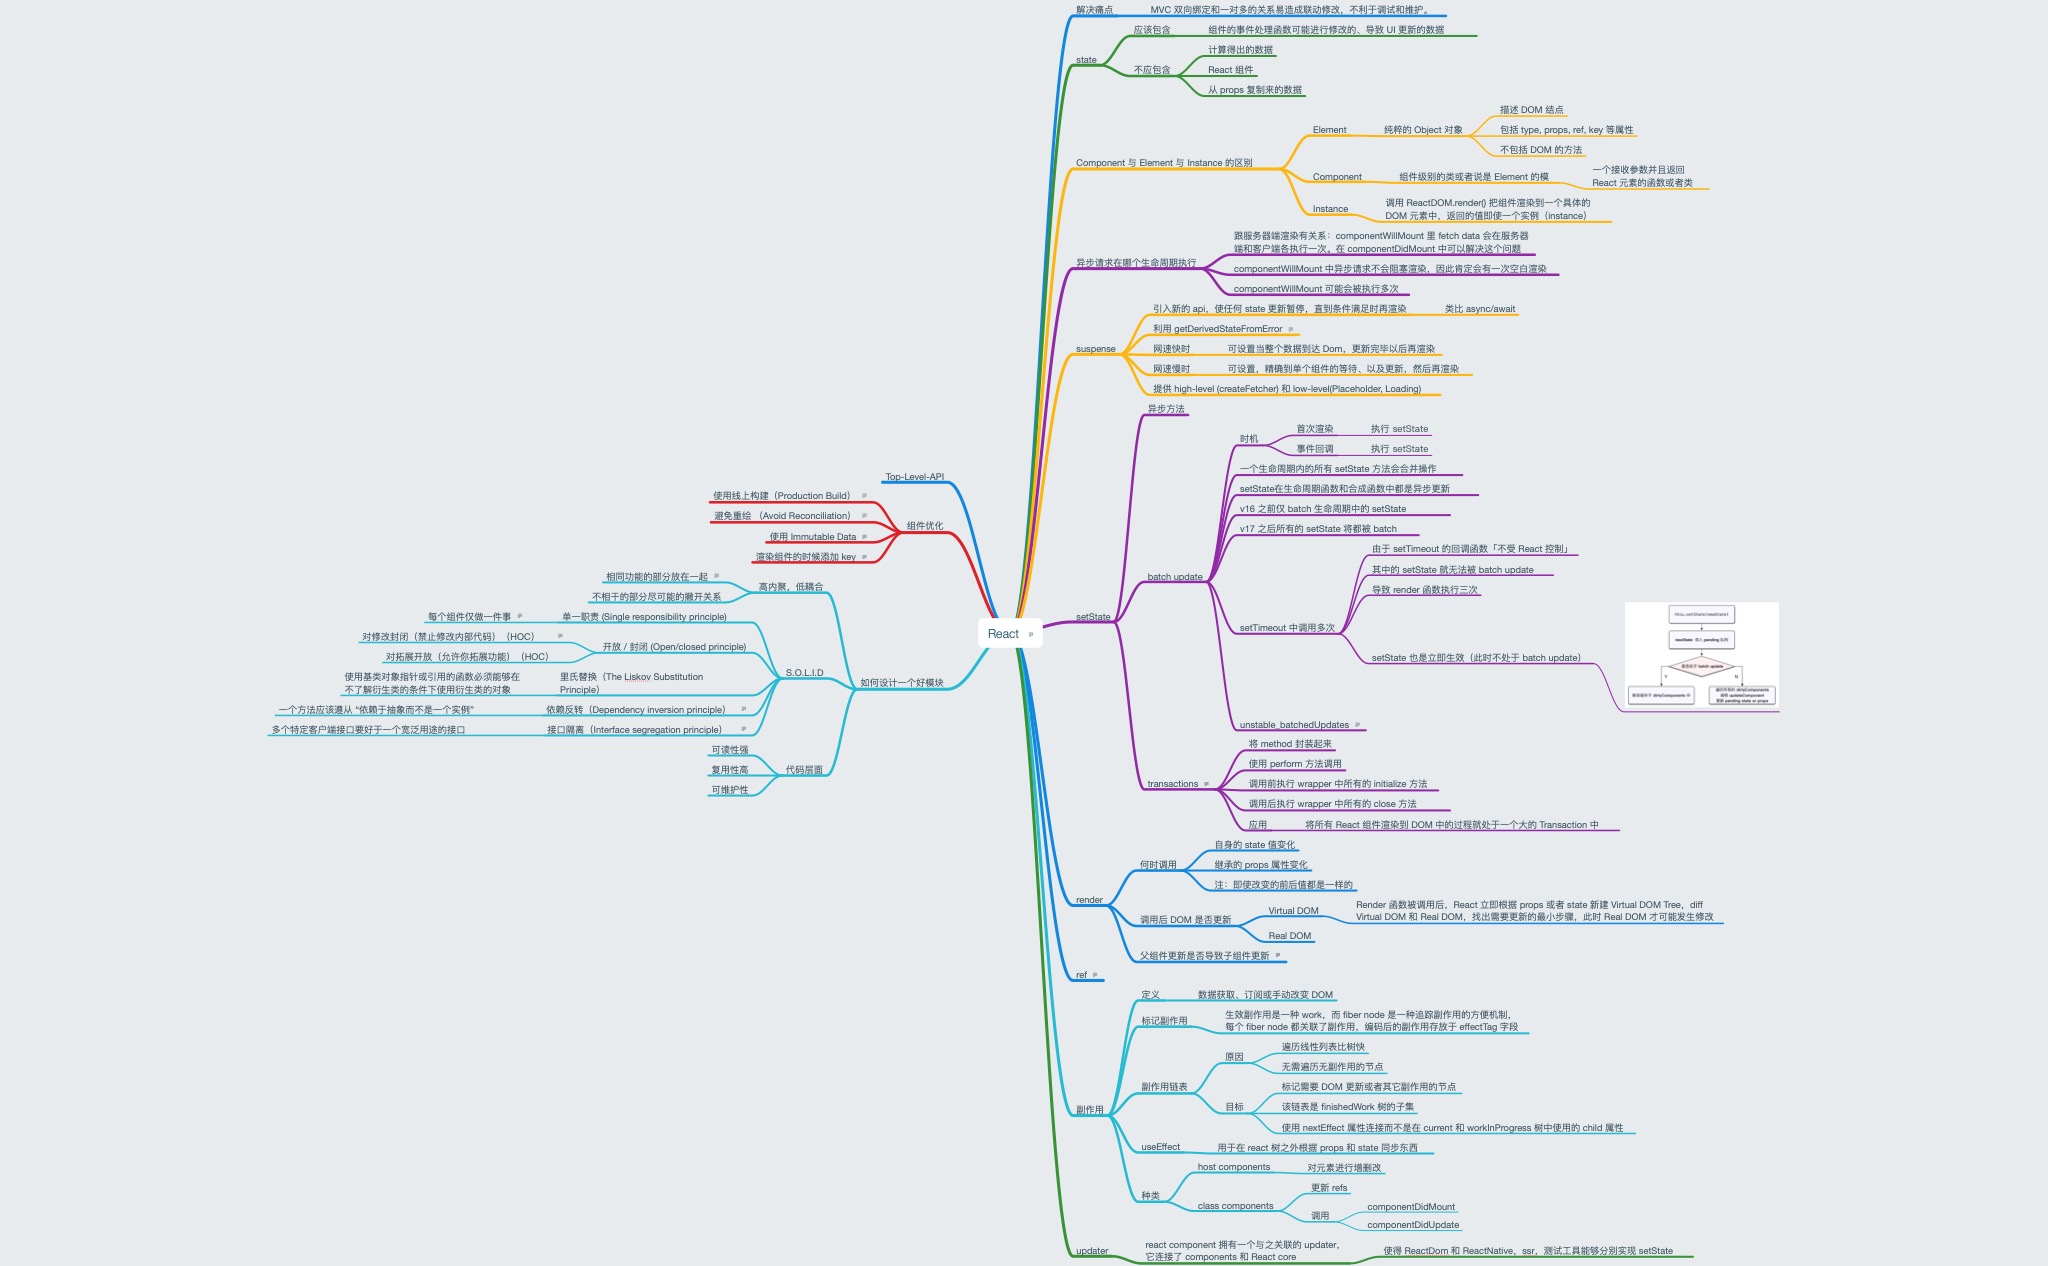 React
解决痛点
MVC 双向绑定和一对多的关系易造成联动修改，不利于调试和维护。
state
应该包含
组件的事件处理函数可能进行修改的、导致 UI 更新的数据
不应包含
计算得出的数据
React 组件
从 props 复制来的数据
Component 与 Element 与 Instance 的区别
Element
纯粹的 Object 对象
描述 DOM 结点
包括 type, props, ref, key 等属性
不包括 DOM 的方法
Component
组件级别的类或者说是 Element 的模
一个接收参数并且返回
React 元素的函数或者类
Instance
调用 ReactDOM.render() 把组件渲染到一个具体的
DOM 元素中，返回的值即使一个实例（instance）
异步请求在哪个生命周期执行
跟服务器端渲染有关系：componentWillMount 里 fetch data 会在服务器
端和客户端各执行一次。在 componentDidMount 中可以解决这个问题
componentWillMount 中异步请求不会阻塞渲染，因此肯定会有一次空白渲染
componentWillMount 可能会被执行多次
suspense
引入新的 api，使任何 state 更新暂停，直到条件满足时再渲染
类比 async/await
利用 getDerivedStateFromError
网速快时
可设置当整个数据到达 Dom，更新完毕以后再渲染
网速慢时
可设置，精确到单个组件的等待、以及更新，然后再渲染
提供 high-level (createFetcher) 和 low-level(Placeholder, Loading)
setState
异步方法
batch update
时机
首次渲染
执行 setState
事件回调
执行 setState
一个生命周期内的所有 setState 方法会合并操作
setState在生命周期函数和合成函数中都是异步更新
v16 之前仅 batch 生命周期中的 setState
v17 之后所有的 setState 将都被 batch
setTimeout 中调用多次
由于 setTimeout 的回调函数「不受 React 控制」
其中的 setState 就无法被 batch update
导致 render 函数执行三次
setState 也是立即生效（此时不处于 batch update）
this.setState(newState)
newState 存入 pending 队列
是否处于 batch update
Y
N
保存组件于 dirtyComponents 中
遍历所有的 dirtyComponents
调用 updateComponent
更新 pending state or props
unstable_batchedUpdates
transactions
将 method 封装起来
使用 perform 方法调用
调用前执行 wrapper 中所有的 initialize 方法
调用后执行 wrapper 中所有的 close 方法
应用
将所有 React 组件渲染到 DOM 中的过程就处于一个大的 Transaction 中
render
何时调用
自身的 state 值变化
继承的 props 属性变化
注：即使改变的前后值都是一样的
调用后 DOM 是否更新
Virtual DOM
Render 函数被调用后，React 立即根据 props 或者 state 新建 Virtual DOM Tree，diff
Virtual DOM 和 Real DOM，找出需要更新的最小步骤，此时 Real DOM 才可能发生修改
Real DOM
父组件更新是否导致子组件更新
ref
副作用
定义
数据获取、订阅或手动改变 DOM
标记副作用
生效副作用是一种 work，而 fiber node 是一种追踪副作用的方便机制，
每个 fiber node 都关联了副作用，编码后的副作用存放于 effectTag 字段
副作用链表
原因
遍历线性列表比树快
无需遍历无副作用的节点
目标
标记需要 DOM 更新或者其它副作用的节点
该链表是 finishedWork 树的子集
使用 nextEffect 属性连接而不是在 current 和 workInProgress 树中使用的 child 属性
useEffect
用于在 react 树之外根据 props 和 state 同步东西
种类
host components
对元素进行增删改
class components
更新 refs
调用
componentDidMount
componentDidUpdate
updater
react component 拥有一个与之关联的 updater,
它连接了 components 和 React core
使得 ReactDom 和 ReactNative，ssr，测试工具能够分别实现 setState
Top-Level-API
组件优化
使用线上构建（Production Build）
避免重绘 （Avoid Reconciliation）
使用 Immutable Data
渲染组件的时候添加 key
如何设计一个好模块
高内聚，低耦合
相同功能的部分放在一起
不相干的部分尽可能的撇开关系
S.O.L.I.D
单一职责 (Single responsibility principle)
每个组件仅做一件事
开放 / 封闭 (Open/closed principle)
对修改封闭（禁止修改内部代码）（HOC）
对拓展开放（允许你拓展功能）（HOC）
里氏替换（The Liskov Substitution
Principle）
使用基类对象指针或引用的函数必须能够在
不了解衍生类的条件下使用衍生类的对象
依赖反转（Dependency inversion principle）
一个方法应该遵从 “依赖于抽象而不是一个实例”
接口隔离（Interface segregation principle）
多个特定客户端接口要好于一个宽泛用途的接口
代码层面
可读性强
复用性高
可维护性